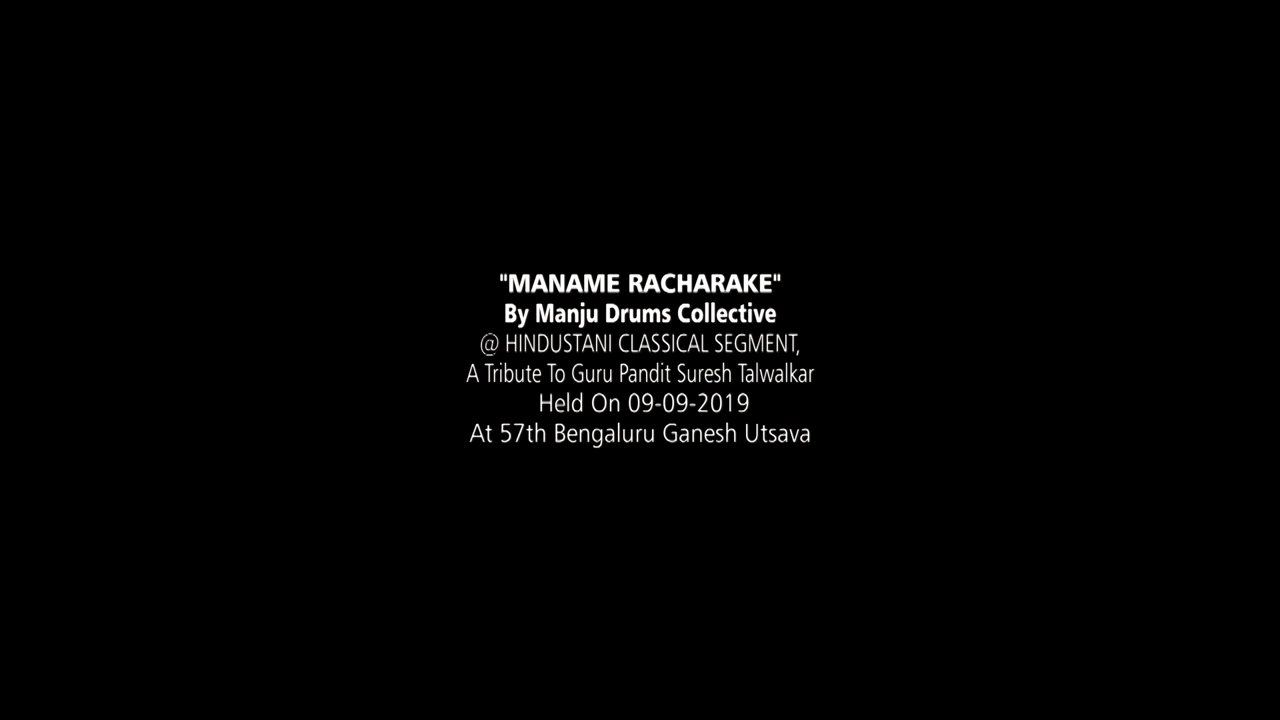 "MANAME RACHARAKE"
By Manju Drums Collective
@ HINDUSTANI CLASSICAL SEGMENT,
A Tribute To Guru Pandit Suresh Talwalkar
Held On 09-09-2019
At 57th Bengaluru Ganesh Utsava